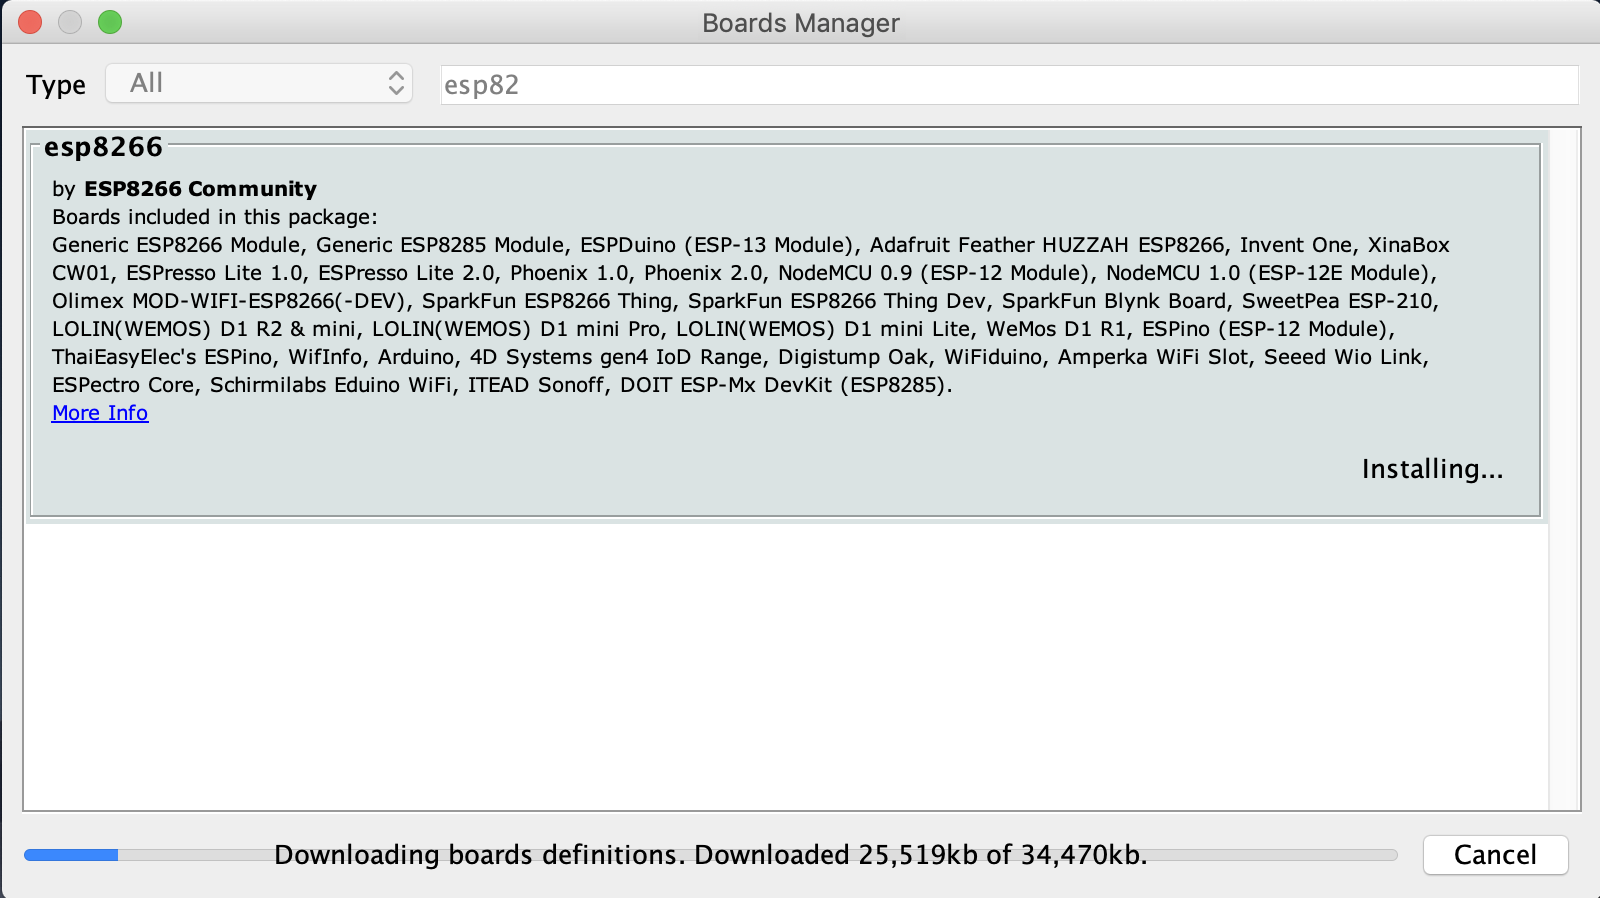 Boards Manager
Type All esp82
esp8266
by ESP8266 Community
Boards included in this package:
Generic ESP8266 Module, Generic ESP8285 Module, ESPDuino (ESP-13 Module), Adafruit Feather HUZZAH ESP8266, Invent One, XinaBox
CW01, ESPresso Lite 1.0, ESPresso Lite 2.0, Phoenix 1.0, Phoenix 2.0, NodeMCU 0.9 (ESP-12 Module), NodeMCU 1.0 (ESP-12E Module),
Olimex MOD-WIFI-ESP8266(-DEV), SparkFun ESP8266 Thing, SparkFun ESP8266 Thing Dev, SparkFun Blynk Board, SweetPea ESP-210,
LOLIN(WEMOS) D1 R2 & mini, LOLIN(WEMOS) D1 mini Pro, LOLIN(WEMOS) D1 mini Lite, WeMos D1 R1, ESPino (ESP-12 Module),
ThaiEasyElec's ESPino, WifInfo, Arduino, 4D Systems gen4 IoD Range, Digistump Oak, WiFiduino, Amperka WiFi Slot, Seeed Wio Link,
ESPectro Core, Schirmilabs Eduino WiFi, ITEAD Sonoff, DOIT ESP-Mx DevKit (ESP8285).
More Info
Installing...
Downloading boards definitions. Downloaded 25,519kb of 34,470kb.
Cancel